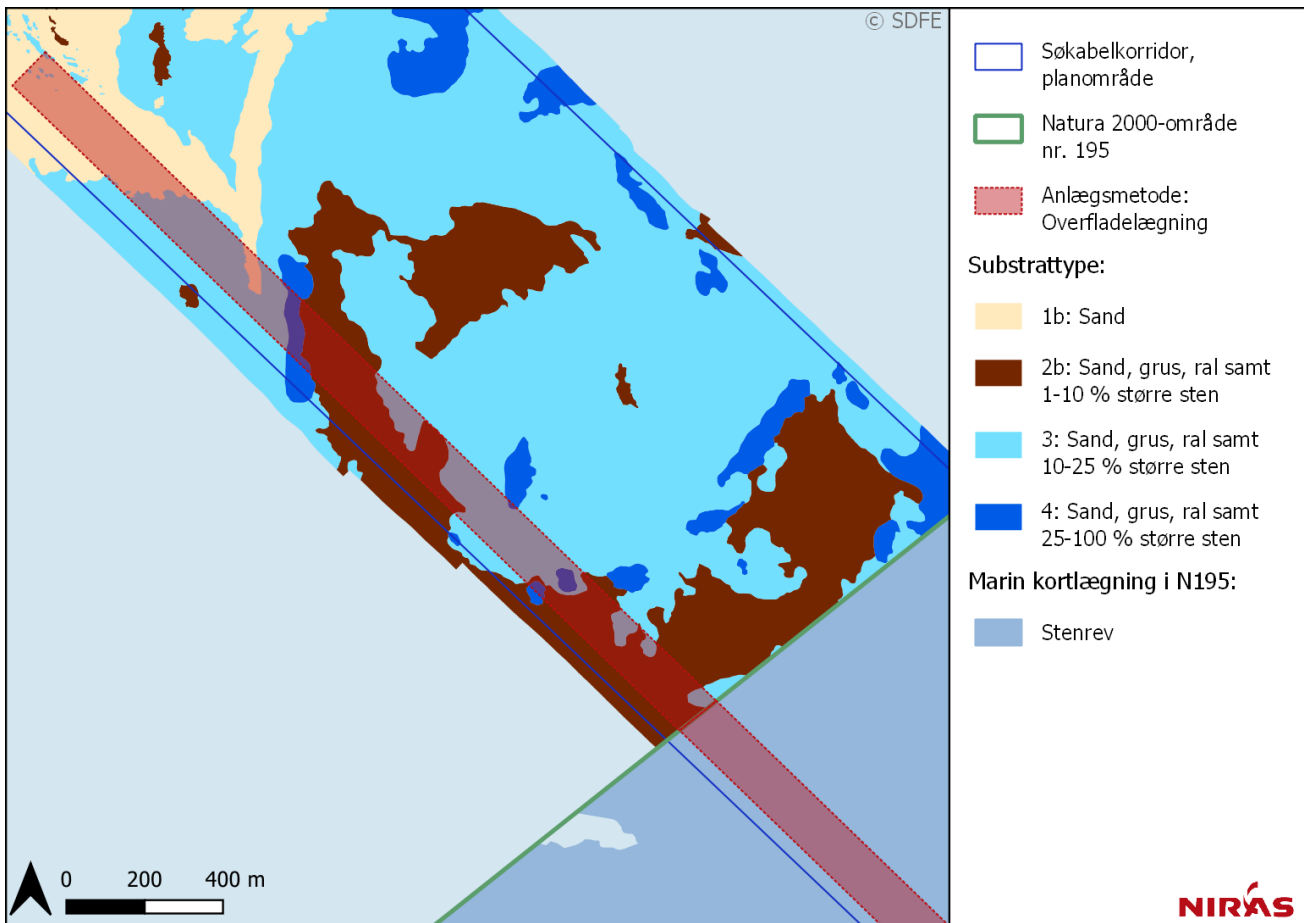 © SDFE
Søkabelkorridor,
planområde
Natura 2000-område
nr. 195
Anlægsmetode:
Overfladelægning
Substrattype:
1b: Sand
2b: Sand, grus, ral samt
1-10 % større sten
3: Sand, grus, ral samt
10-25 % større sten
4: Sand, grus, ral samt
25-100 % større sten
Marin kortlægning i N195:
Stenrev
0 200 400 m
NIRÁS